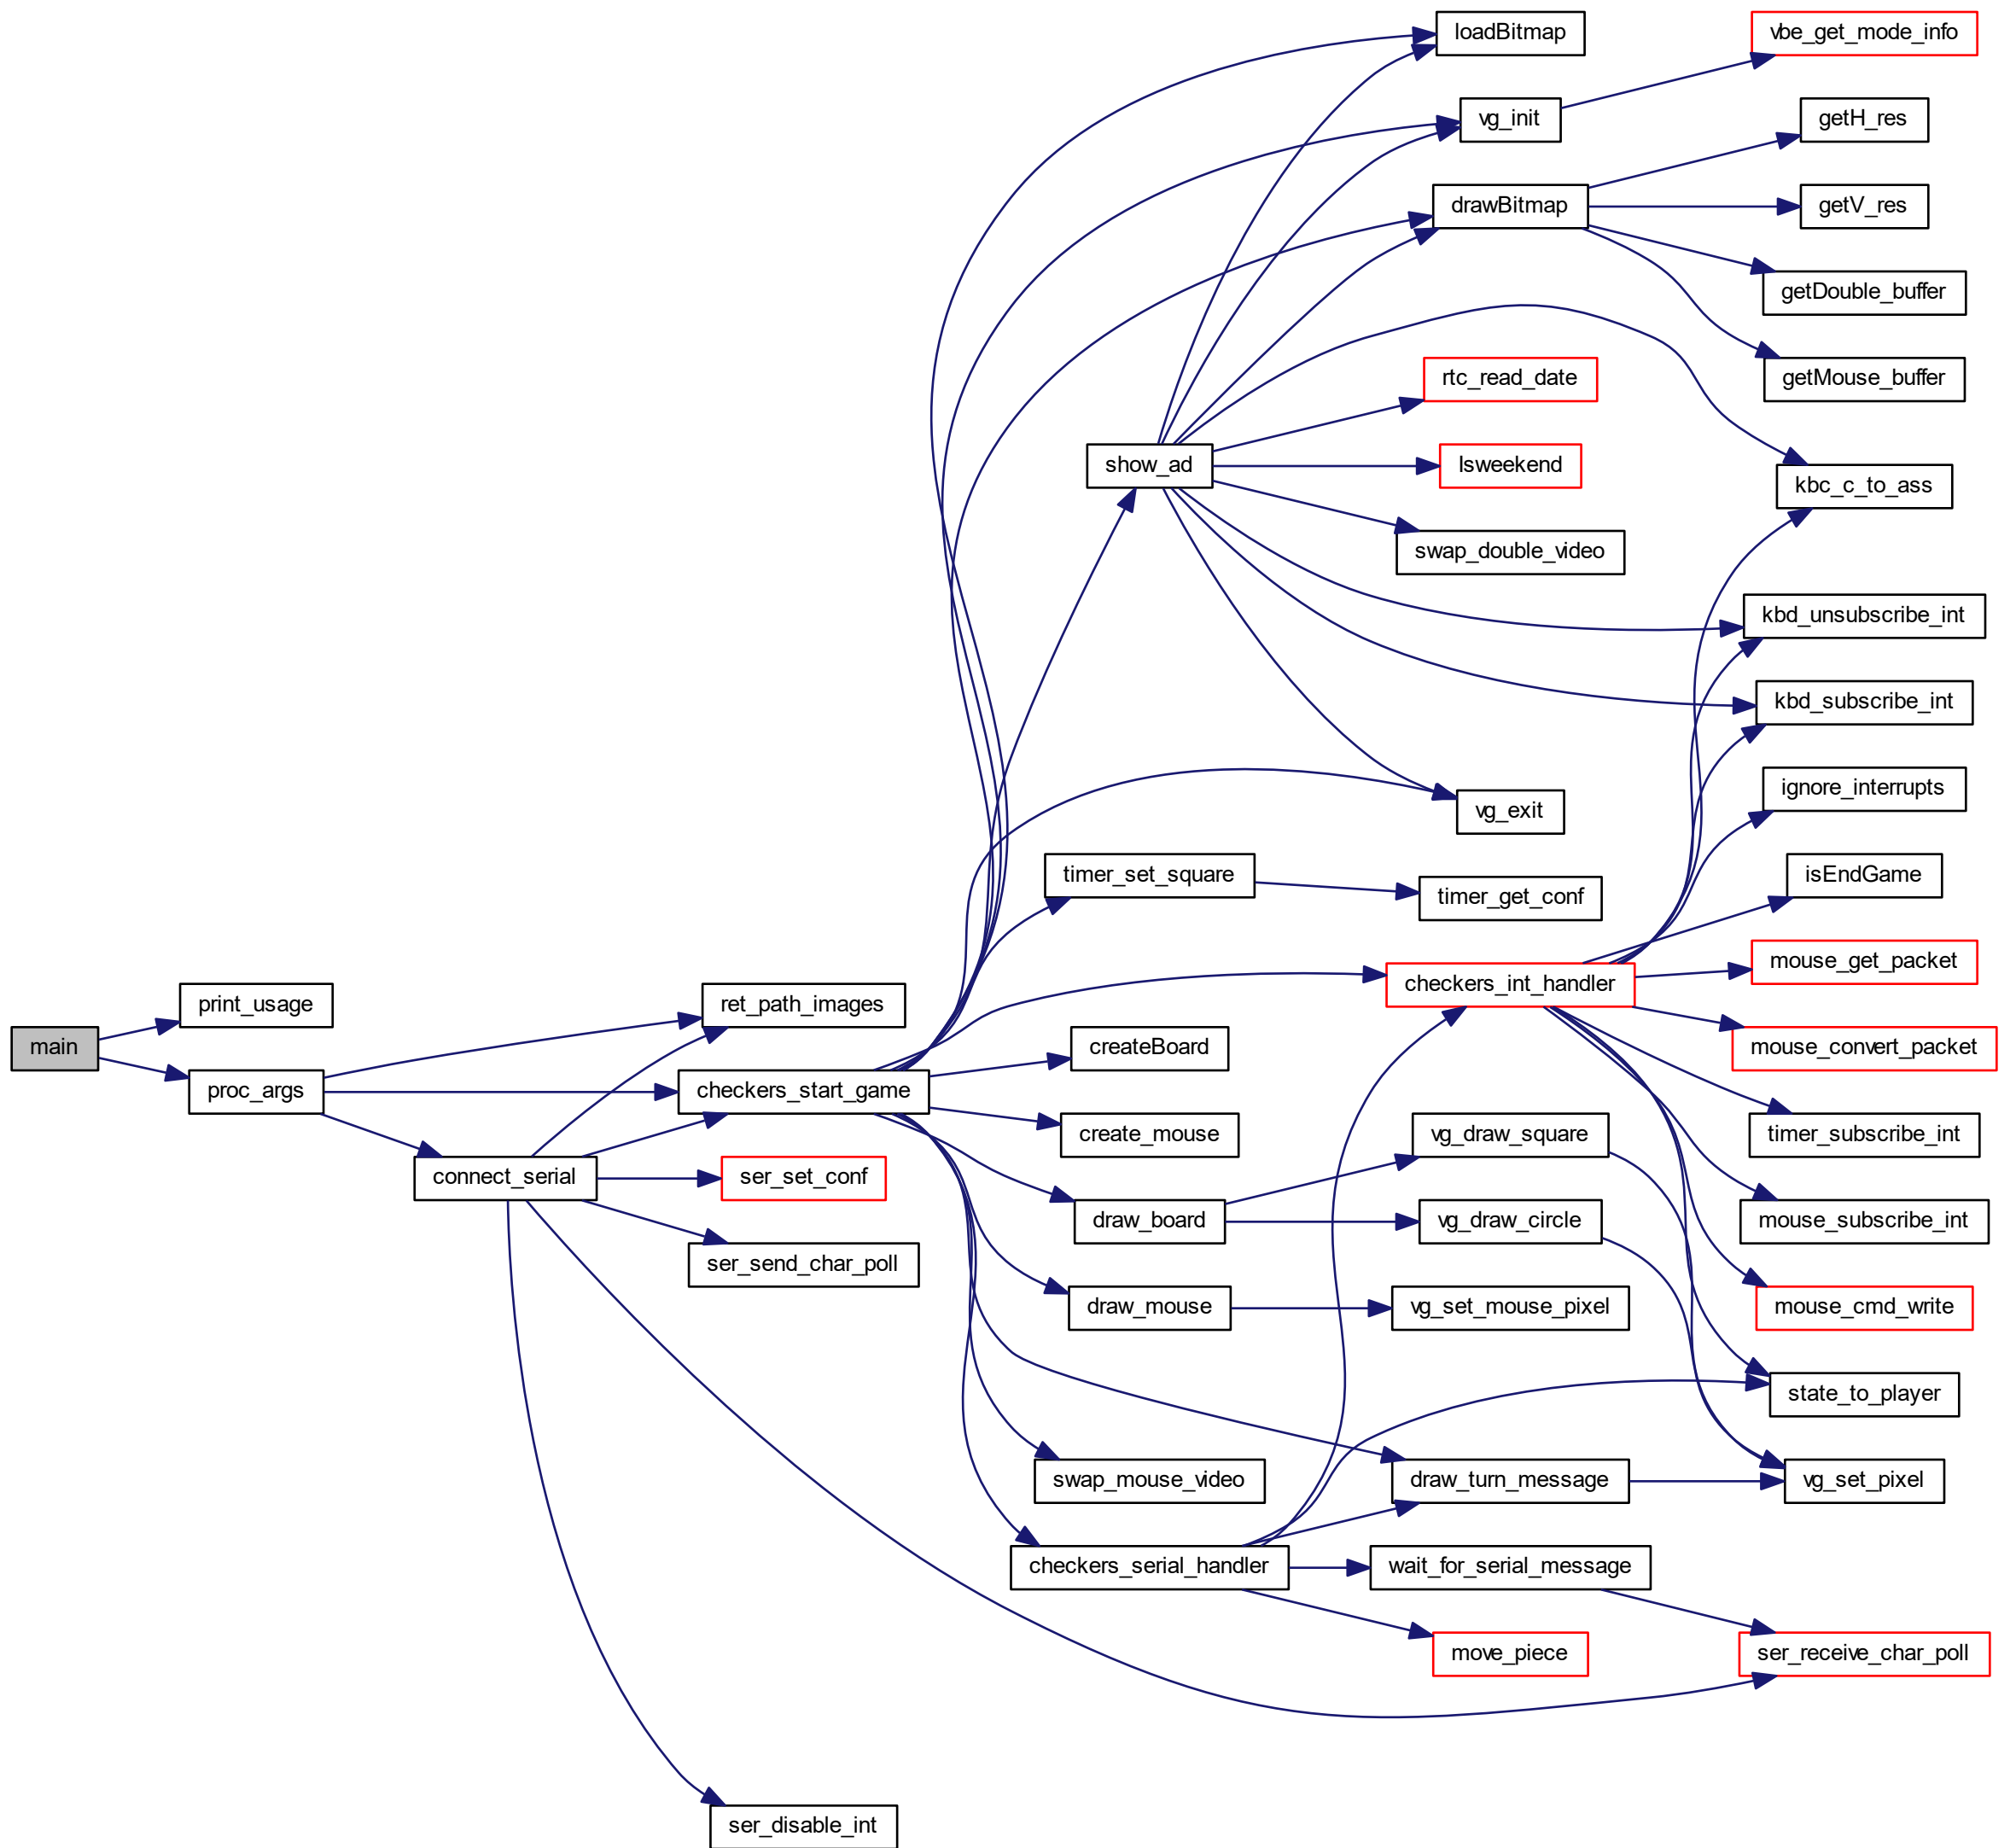 loadBitmap
vbe_get_mode_info
vg_init
getH_res
drawBitmap
getV_res
getDouble_buffer
getMouse_buffer
rtc_read_date
show_ad
Isweekend
kbc_c_to_ass
swap_double_video
kbd_unsubscribe_int
kbd_subscribe_int
ignore_interrupts
vg_exit
timer_set_square
timer_get_conf
isEndGame
mouse_get_packet
checkers_int_handler
print_usage
ret_path_images
main
createBoard
mouse_convert_packet
proc_args
checkers_start_game
create_mouse
vg_draw_square
timer_subscribe_int
connect_serial
ser_set_conf
draw_board
vg_draw_circle
mouse_subscribe_int
ser_send_char_poll
draw_mouse
vg_set_mouse_pixel
mouse_cmd_write
state_to_player
swap_mouse_video
draw_turn_message
vg_set_pixel
checkers_serial_handler
wait_for_serial_message
move_piece
ser_receive_char_poll
ser_disable_int